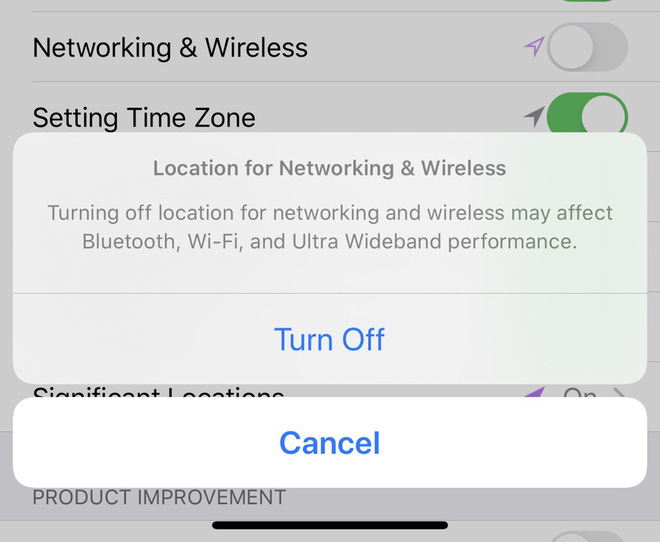 Networking & Wireless
Setting Time Zone
Location for Networking & Wireless
Turning off location for networking and wireless may affect
Bluetooth, Wi-Fi, and Ultra Wideband performance.
Turn Off
Significant Locations
On
Cancel
PRODUCT IMPROVEMENT